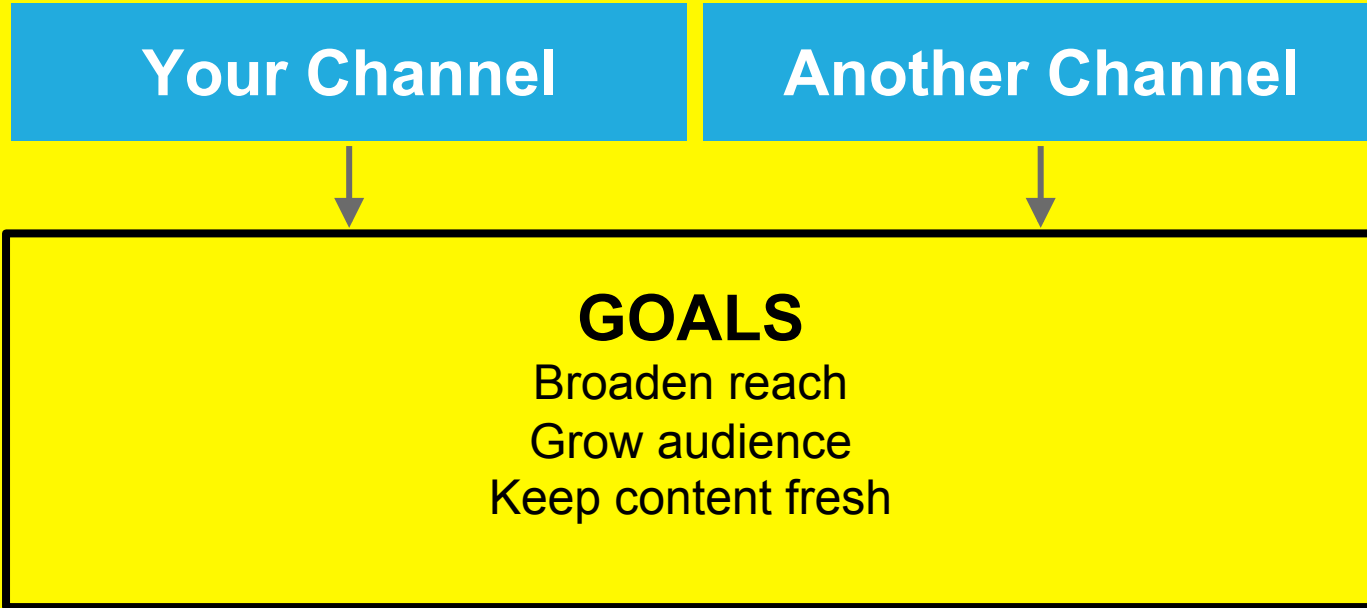 Your Channel
Another Channel
GOALS
Broaden reach
Grow audience
Keep content fresh